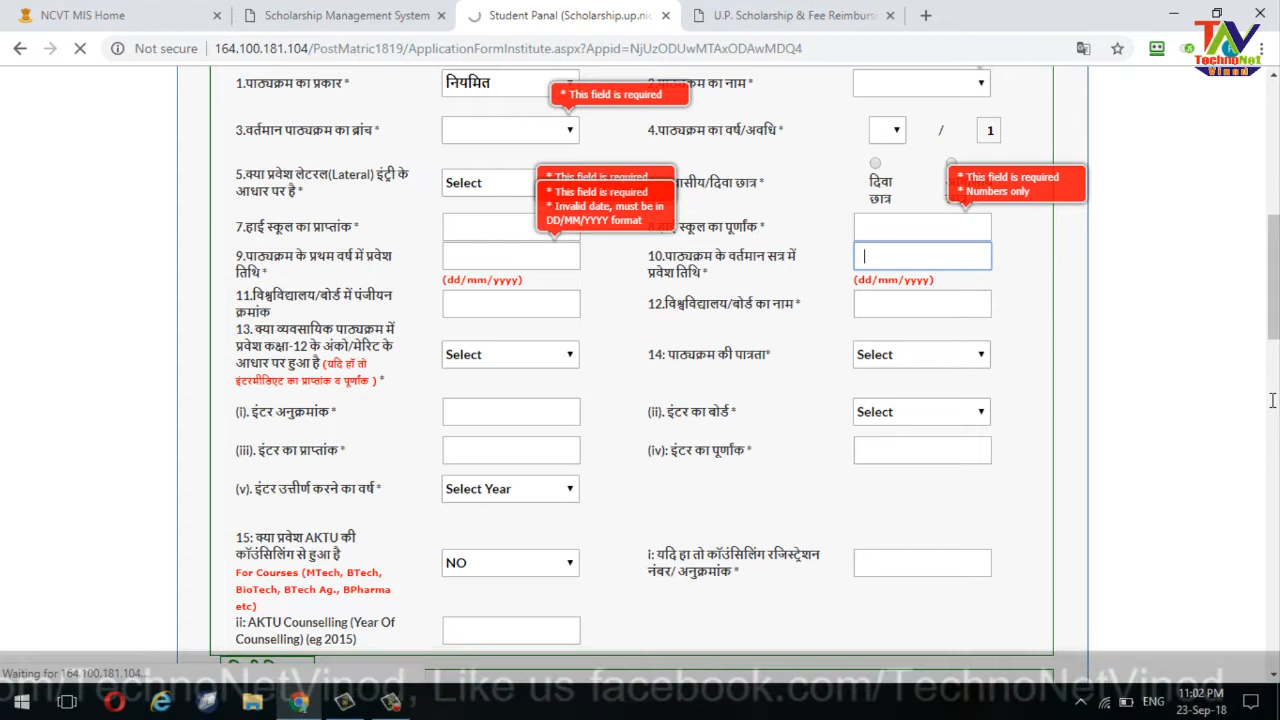 NCVT MIS Home
Scholarship Management System
Student Panal (Scholarship.up.nic
U.P. Scholarship & Fee Reimburs
Not secure
164.100.181.104/PostMatric1819/ApplicationFormInstitute.aspx?Appid=NjUzODUwMTAxODAwMDQ4
TechnoNet
Vinod
1.पाठ्यक्रम का प्रकार *
नियमित
2.पाठ्यक्रम का नाम *
* This field is required
3.वर्तमान पाठ्यक्रम का ब्रांच *
4.पाठ्यक्रम का वर्ष/अवधि *
/
1
5.क्या प्रवेश लेटरल(Lateral) इंट्री के
आधार पर है *
Select
* This field is required
* This field is required
* Invalid date, must be in
DD/MM/YYYY format
/दिवा छात्र *
दिवा
छात्र
* This field is required
* Numbers only
7.हाई स्कूल का प्राप्तांक *
8.हाई स्कूल का पूर्णांक *
9.पाठ्यक्रम के प्रथम वर्ष में प्रवेश
तिथि *
(dd/mm/yyyy)
10.पाठ्यक्रम के वर्तमान सत्र में
प्रवेश तिथि *
(dd/mm/yyyy)
11.विश्वविद्यालय/बोर्ड में पंजीयन
क्रमांक
12.विश्वविद्यालय/बोर्ड का नाम *
13. क्या व्यवसायिक पाठ्यक्रम में
प्रवेश कक्षा-12 के अंको/मेरिट के
आधार पर हुआ है (यदि हाँ तो
इंटरमीडिएट का प्राप्तांक व पूर्णांक ) *
Select
14: पाठ्यक्रम की पात्रता*
Select
(i). इंटर अनुक्रमांक *
(ii). इंटर का बोर्ड *
Select
(iii). इंटर का प्राप्तांक *
(iv): इंटर का पूर्णांक *
(v). इंटर उत्तीर्ण करने का वर्ष *
Select Year
15: क्या प्रवेश AKTU की
कॉउंसिलिंग से हुआ है
For Courses (MTech, BTech,
BioTech, BTech Ag., BPharma
etc)
NO
i: यदि हा तो कॉउंसिलिंग रजिस्ट्रेशन
नंबर/ अनुक्रमांक *
ii: AKTU Counselling (Year Of
Counselling) (eg 2015)
Waiting for 164.100.181.104...
om/TechnoNetVinod, Like us facebook.com/TechnoNetVinod
ENG
11:02 PM
23-Sep-18